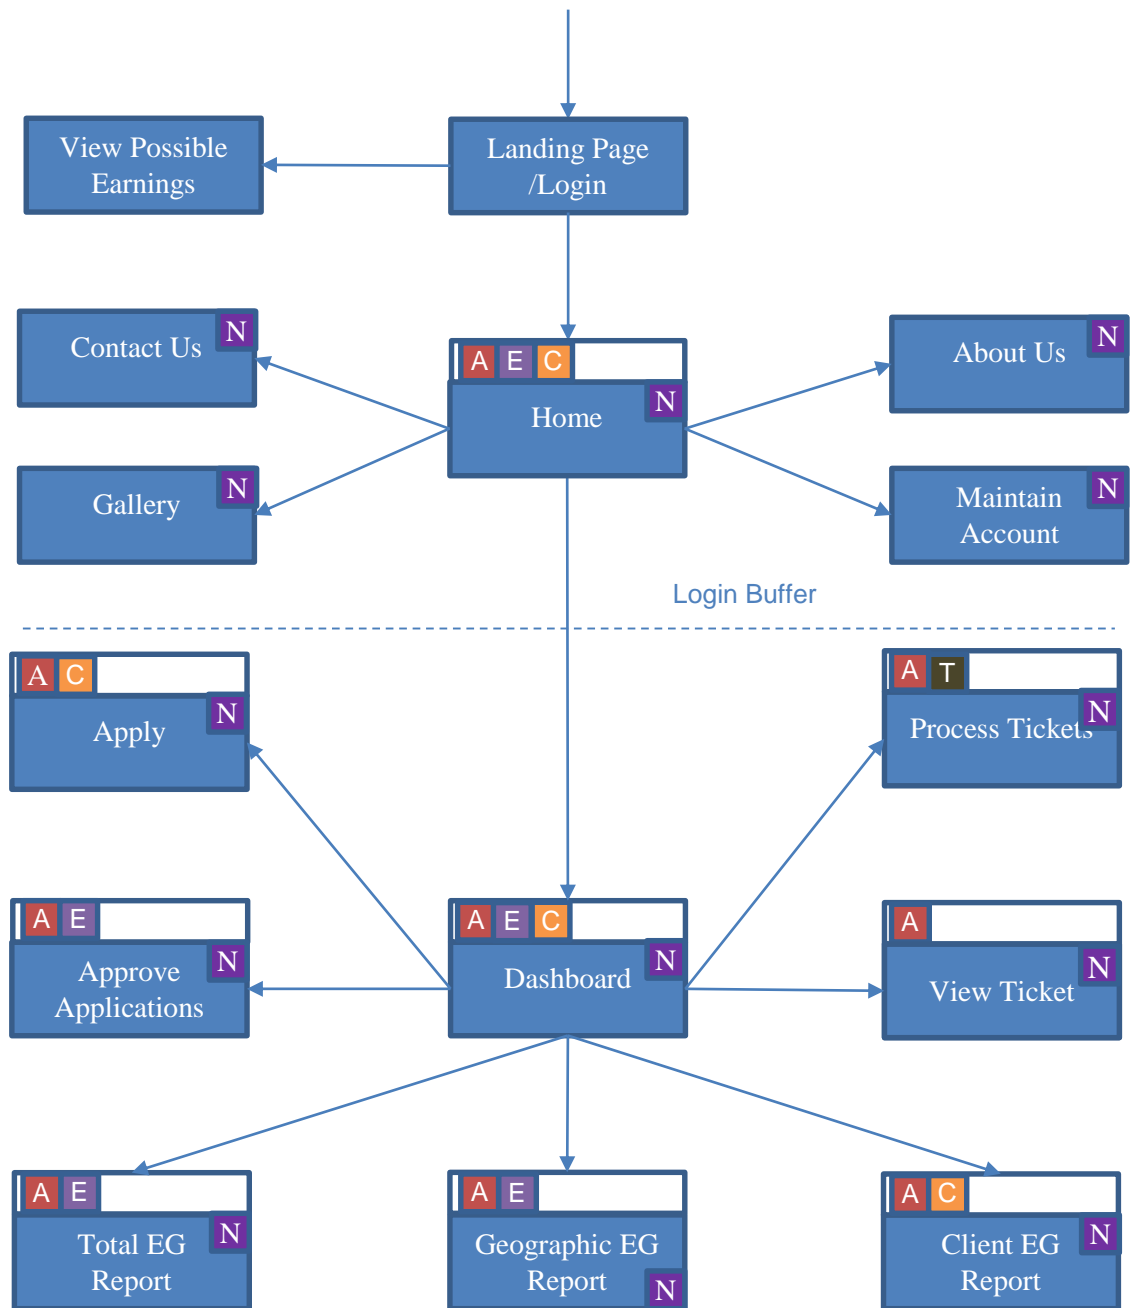 View Possible
Earnings
Landing Page
/Login
Contact Us
N
A E C
Home
N
About Us
N
Gallery
N
Maintain
Account
N
Login Buffer
A C
Apply
N
A T
Process Tickets
N
A E
Approve
Applications
N
A E C
Dashboard
N
A
View Ticket
N
A E
Total EG
Report
N
A E
Geographic EG
Report
N
A C
Client EG
Report
N